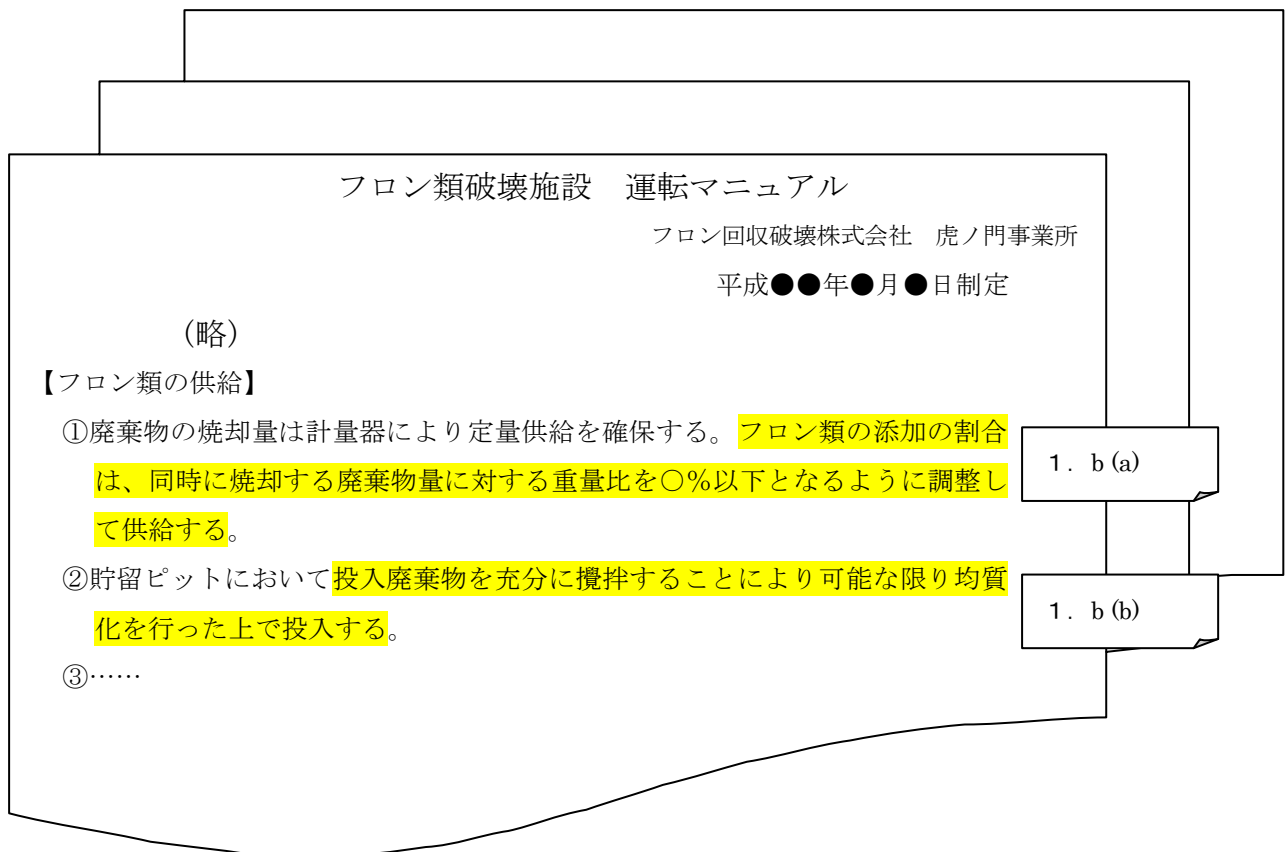 フロン類破壊施設　運転マニュアル
フロン回収破壊株式会社　虎ノ門事業所
平成●●年●月●日制定
（略）
【フロン類の供給】
①廃棄物の焼却量は計量器により定量供給を確保する。フロン類の添加の割合
は、同時に焼却する廃棄物量に対する重量比を○％以下となるように調整し
て供給する。
1．b (a)
②貯留ピットにおいて投入廃棄物を充分に攪拌することにより可能な限り均質
化を行った上で投入する。
1．b (b)
③……